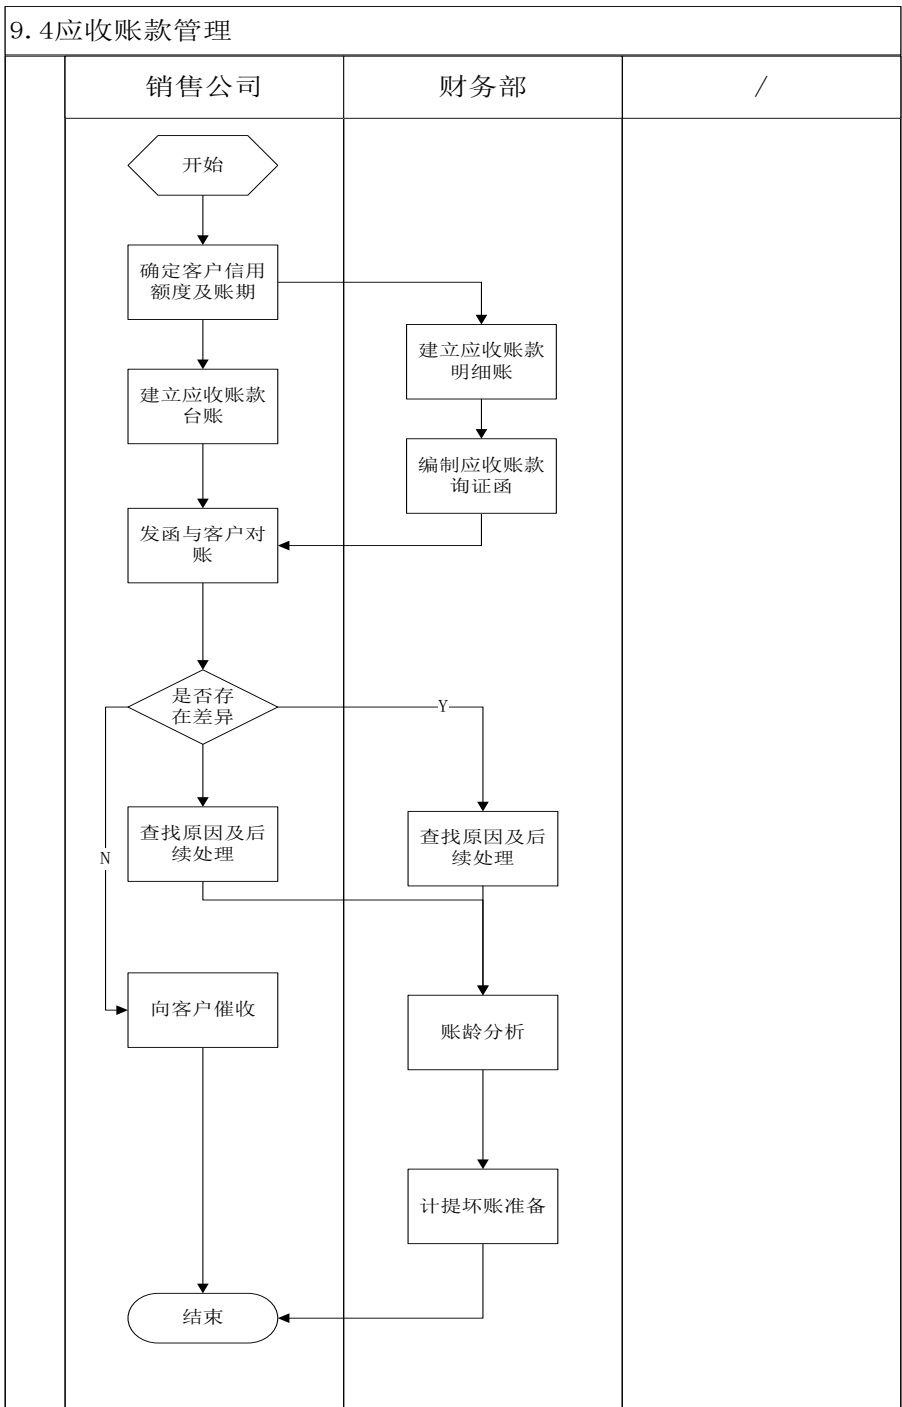 9.4应收账款管理
销售公司
财务部
/
开始
确定客户信用
额度及账期
建立应收账款
明细账
建立应收账款
台账
编制应收账款
询证函
发函与客户对
账
是否存
在差异
Y
查找原因及后
续处理
查找原因及后
续处理
N
向客户催收
账龄分析
计提坏账准备
结束